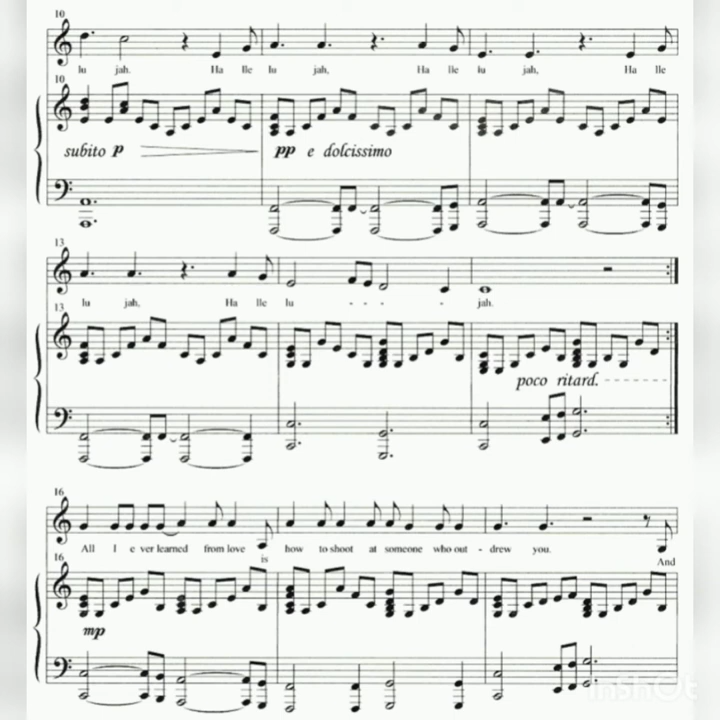 10
lu jah. Ha lle lu jah, Ha lle lu jah, Ha lle
10
subito p pp e dolcissimo
13
lu jah, Ha lle lu - - - jah.
13
poco ritard.
16
All I e ver learned from love is how to shoot at someone who out - drew you. And
16
mp
InShOt